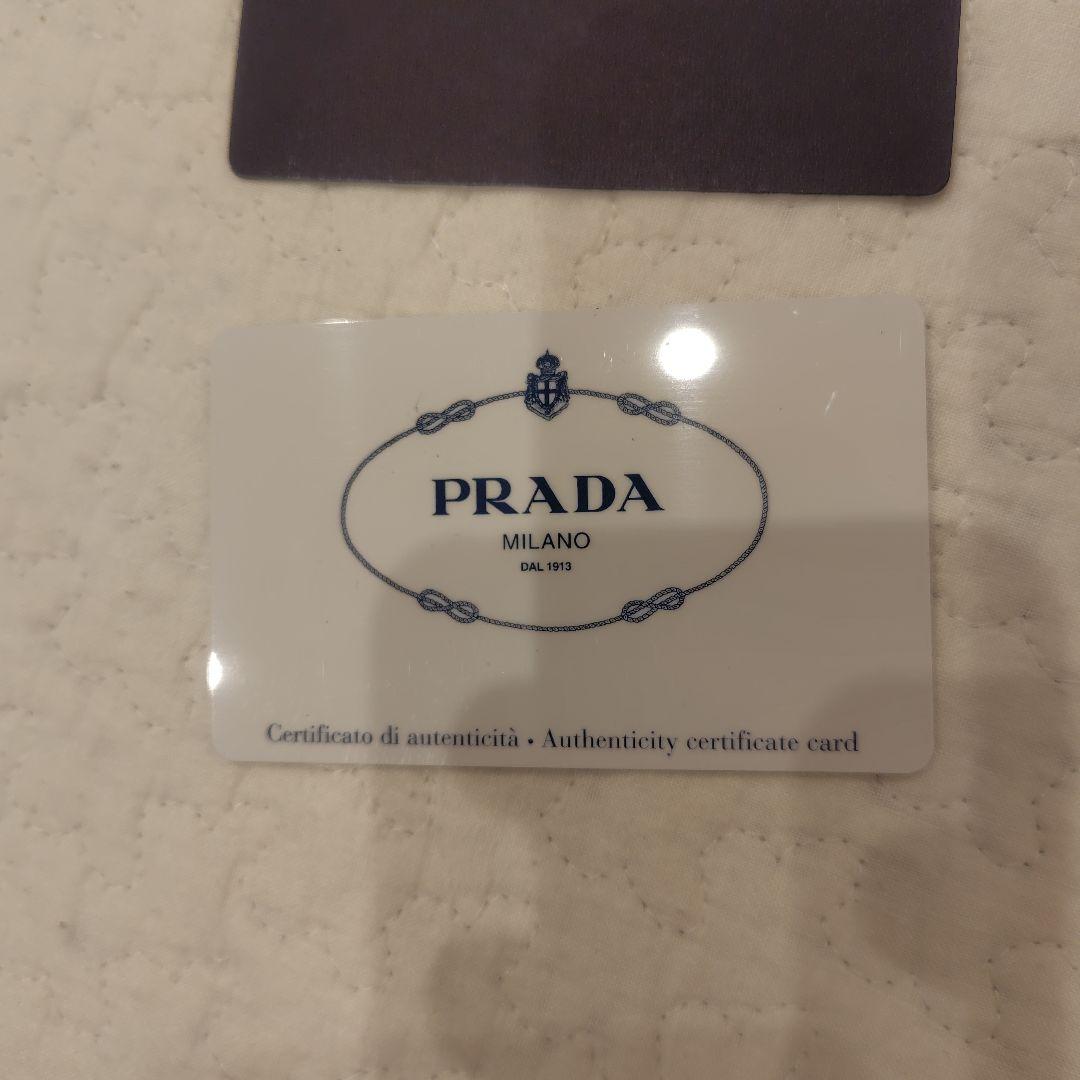 PRADA
MILANO
DAL 1913
Certificato di autenticità • Authenticity certificate card